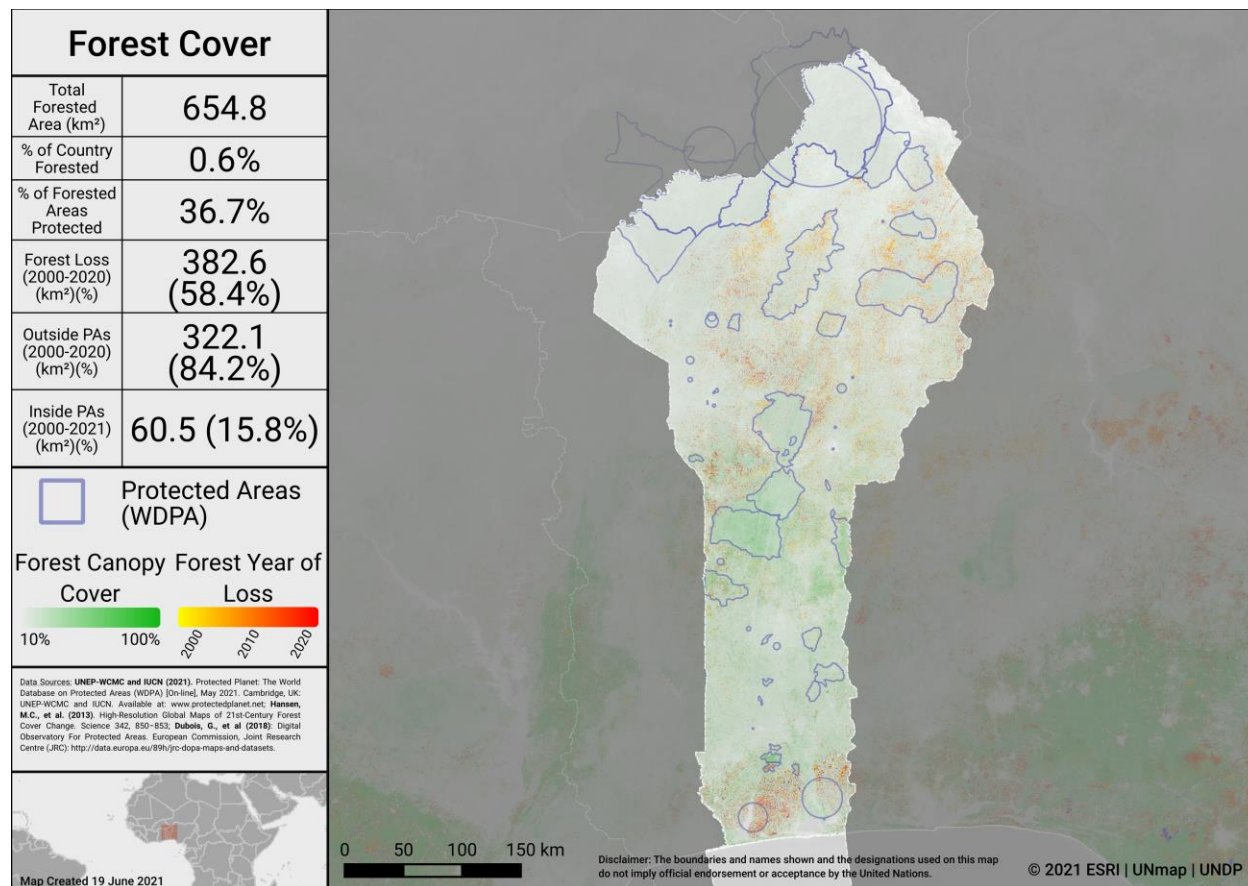 Forest Cover
Total
Forested
Area (km²)
654.8
% of Country
Forested
0.6%
% of Forested
Areas
Protected
36.7%
Forest Loss
(2000-2020)
(km²)(%)
382.6
(58.4%)
Outside PAs
(2000-2020)
(km²)(%)
322.1
(84.2%)
Inside PAs
(2000-2021)
(km²)(%)
60.5 (15.8%)
Protected Areas
(WDPA)
Forest Canopy
Cover
10%
100%
Forest Year of
Loss
2000
2010
2020
Data Sources: UNEP-WCMC and IUCN (2021). Protected Planet: The World
Database on Protected Areas (WDPA) [On-line], May 2021. Cambridge, UK:
UNEP-WCMC and IUCN. Available at: www.protectedplanet.net; Hansen,
M.C., et al. (2013). High-Resolution Global Maps of 21st-Century Forest
Cover Change. Science 342, 850–853; Dubois, G., et al (2018): Digital
Observatory For Protected Areas. European Commission, Joint Research
Centre (JRC): http://data.europa.eu/89h/jrc-dopa-maps-and-datasets.
Map Created 19 June 2021
0 50 100 150 km
Disclaimer: The boundaries and names shown and the designations used on this map
do not imply official endorsement or acceptance by the United Nations.
© 2021 ESRI | UNmap | UNDP